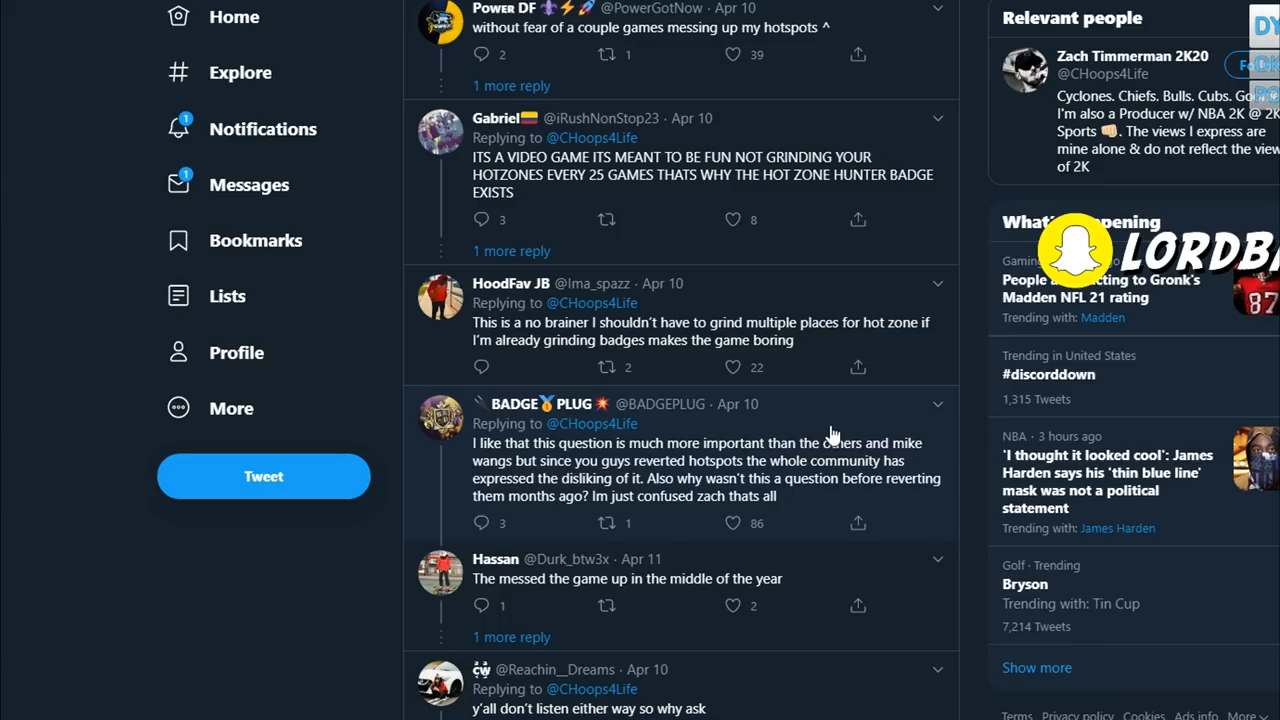 Home
Explore
1
Notifications
1
Messages
Bookmarks
Lists
Profile
More
Tweet
POWER DF @PowerGotNow · Apr 10
without fear of a couple games messing up my hotspots ^
2 1 39
1 more reply
Gabriel @iRushNonStop23 · Apr 10
Replying to @CHoops4Life
ITS A VIDEO GAME ITS MEANT TO BE FUN NOT GRINDING YOUR
HOTZONES EVERY 25 GAMES THATS WHY THE HOT ZONE HUNTER BADGE
EXISTS
3 8
1 more reply
HoodFav JB @Ima_spazz · Apr 10
Replying to @CHoops4Life
This is a no brainer I shouldn't have to grind multiple places for hot zone if
I'm already grinding badges makes the game boring
2 22
BADGE PLUG @BADGEPLUG · Apr 10
Replying to @CHoops4Life
I like that this question is much more important than the others and mike
wangs but since you guys reverted hotspots the whole community has
expressed the disliking of it. Also why wasn't this a question before reverting
them months ago? Im just confused zach thats all
3 1 86
Hassan @Durk_btw3x · Apr 11
The messed the game up in the middle of the year
1 2
1 more reply
@Reachin__Dreams · Apr 10
Replying to @CHoops4Life
y'all don't listen either way so why ask
Relevant people
Zach Timmerman 2K20
@CHoops4Life
Cyclones. Chiefs. Bulls. Cubs.
I'm also a Producer w/ NBA 2K @ 2K
Sports The views I express are
mine alone & do not reflect the view
of 2K
LORDBA
Madden NFL 21 rating
Trending with: Madden
Trending in United States
#discorddown
1,315 Tweets
NBA · 3 hours ago
'I thought it looked cool': James
Harden says his 'thin blue line'
mask was not a political
statement
Trending with: James Harden
Golf · Trending
Bryson
Trending with: Tin Cup
7,214 Tweets
Show more
Terms Privacy policy Cookies Ads info More